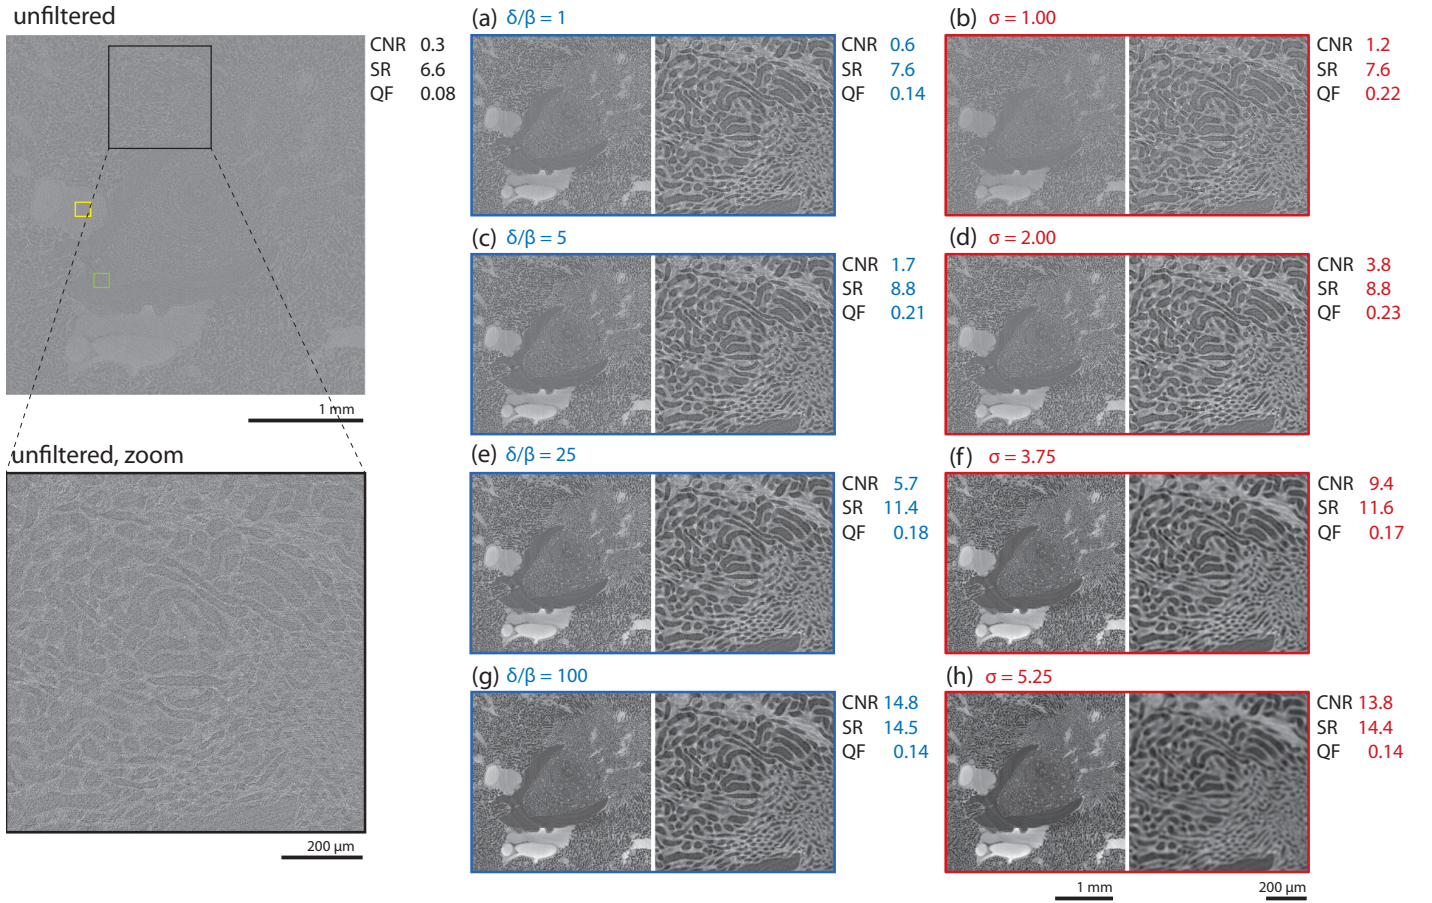 unfiltered
CNR 0.3
SR 6.6
QF 0.08
1 mm
unfiltered, zoom
200 µm
(a) δ/β = 1
CNR 0.6
SR 7.6
QF 0.14
(b) σ = 1.00
CNR 1.2
SR 7.6
QF 0.22
(c) δ/β = 5
CNR 1.7
SR 8.8
QF 0.21
(d) σ = 2.00
CNR 3.8
SR 8.8
QF 0.23
(e) δ/β = 25
CNR 5.7
SR 11.4
QF 0.18
(f) σ = 3.75
CNR 9.4
SR 11.6
QF 0.17
(g) δ/β = 100
CNR 14.8
SR 14.5
QF 0.14
(h) σ = 5.25
CNR 13.8
SR 14.4
QF 0.14
1 mm
200 µm